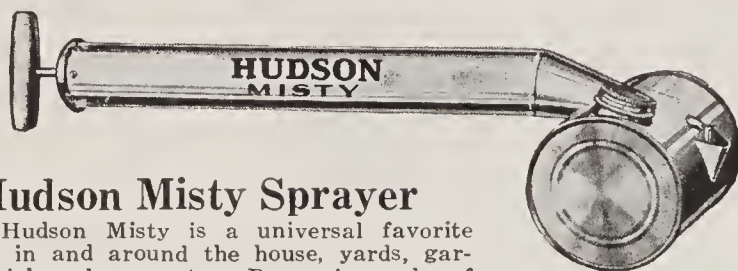 HUDSON
MISTY
Hudson Misty Sprayer
Hudson Misty is a universal favorite
in and around the house, yards, gar-